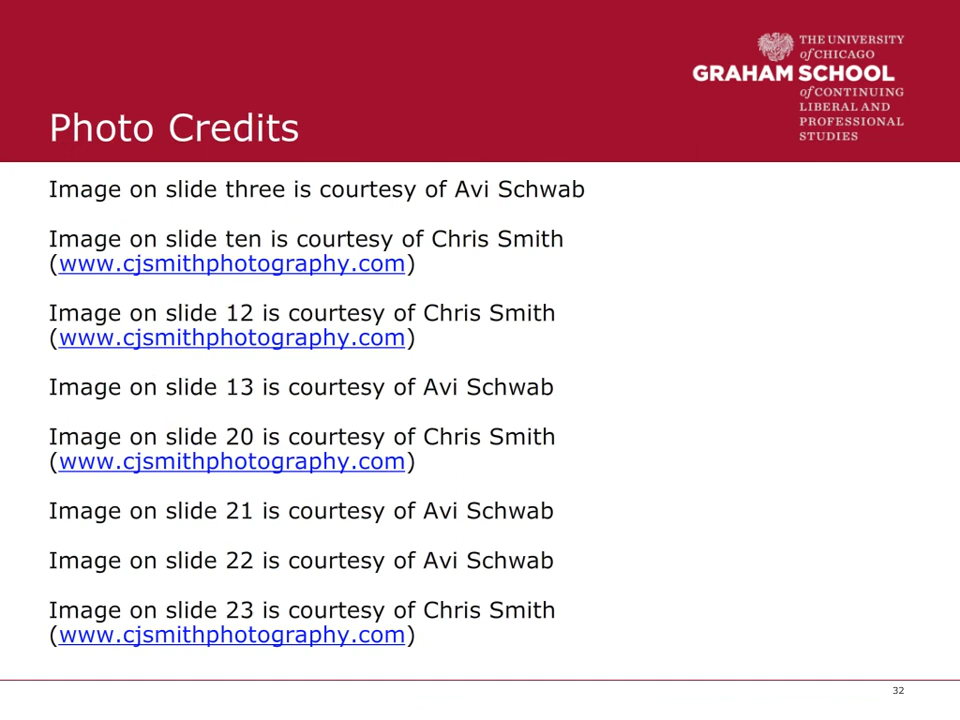 THE UNIVERSITY
of CHICAGO
GRAHAM SCHOOL
of CONTINUING
LIBERAL AND
PROFESSIONAL
STUDIES
Photo Credits
Image on slide three is courtesy of Avi Schwab
Image on slide ten is courtesy of Chris Smith
(www.cjsmithphotography.com)
Image on slide 12 is courtesy of Chris Smith
(www.cjsmithphotography.com)
Image on slide 13 is courtesy of Avi Schwab
Image on slide 20 is courtesy of Chris Smith
(www.cjsmithphotography.com)
Image on slide 21 is courtesy of Avi Schwab
Image on slide 22 is courtesy of Avi Schwab
Image on slide 23 is courtesy of Chris Smith
(www.cjsmithphotography.com)
32